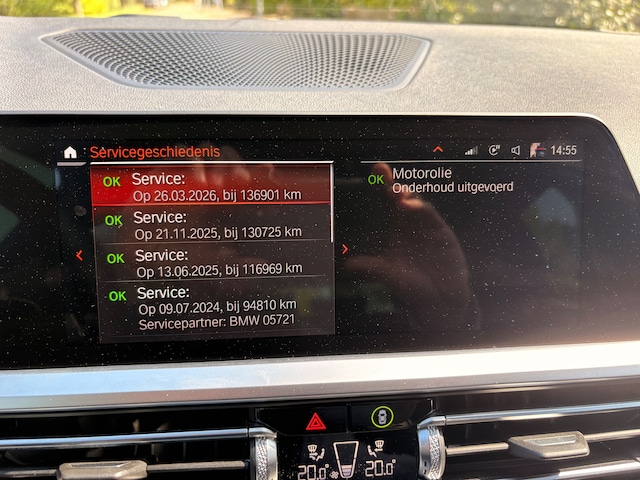 Servicegeschiedenis
14:55
OK Service:
Op 26.03.2026, bij 136901 km
OK Service:
Op 21.11.2025, bij 130725 km
OK Service:
Op 13.06.2025, bij 116969 km
OK Service:
Op 09.07.2024, bij 94810 km
Servicepartner: BMW 05721
OK Motorolie
Onderhoud uitgevoerd
20.0° 20.0°